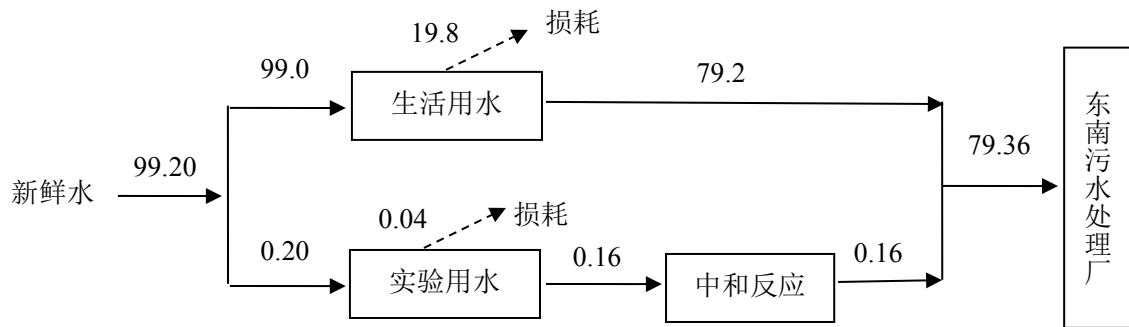 19.8
损耗
99.0
生活用水
79.2
新鲜水
99.20
79.36
东南污水处理厂
0.04
损耗
0.20
实验用水
0.16
中和反应
0.16